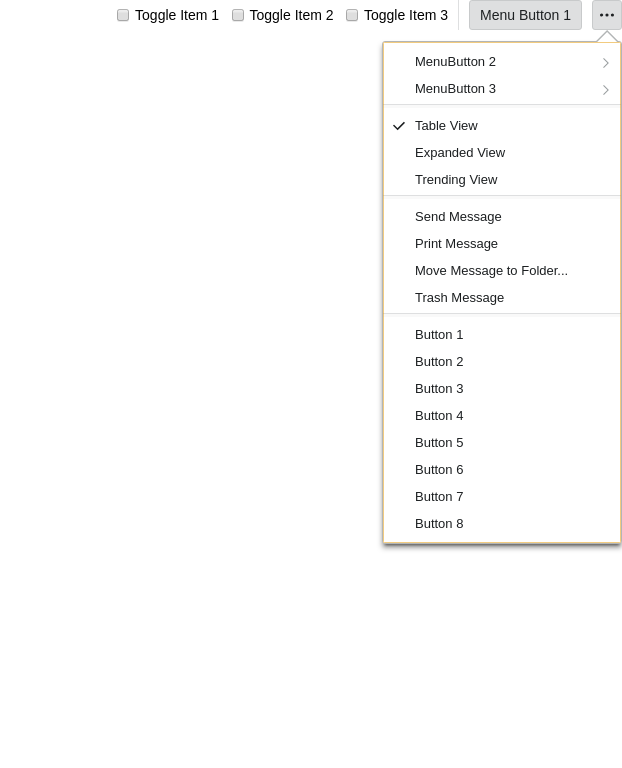 Toggle Item 1 Toggle Item 2 Toggle Item 3 Menu Button 1
MenuButton 2
MenuButton 3
Table View
Expanded View
Trending View
Send Message
Print Message
Move Message to Folder...
Trash Message
Button 1
Button 2
Button 3
Button 4
Button 5
Button 6
Button 7
Button 8